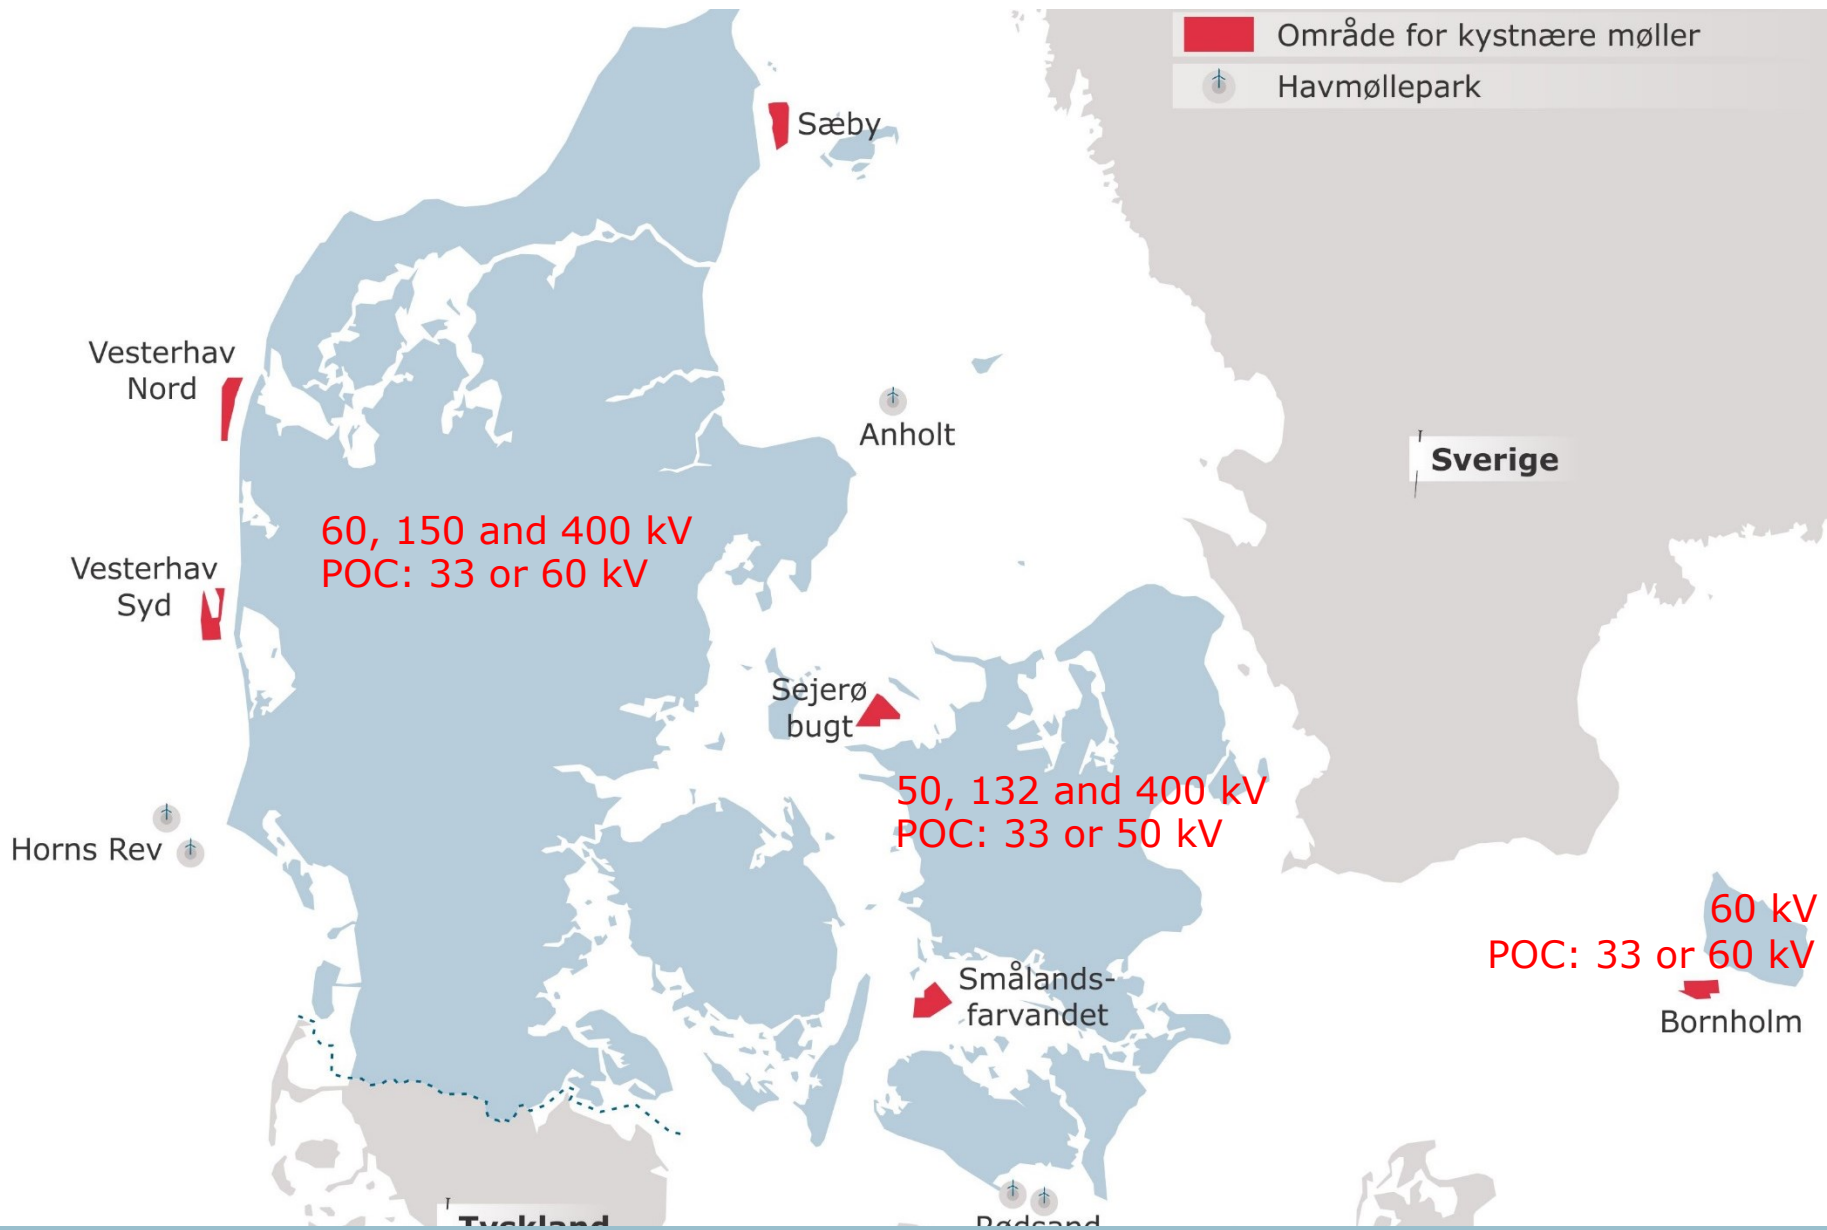 Område for kystnære møller
Havmøllepark
Sæby
Vesterhav
Nord
Anholt
Sverige
60, 150 and 400 kV
POC: 33 or 60 kV
Vesterhav
Syd
Sejerø
bugt
50, 132 and 400 kV
POC: 33 or 50 kV
Horns Rev
60 kV
POC: 33 or 60 kV
Smålands-
farvandet
Bornholm
Tyskland
Rødsand